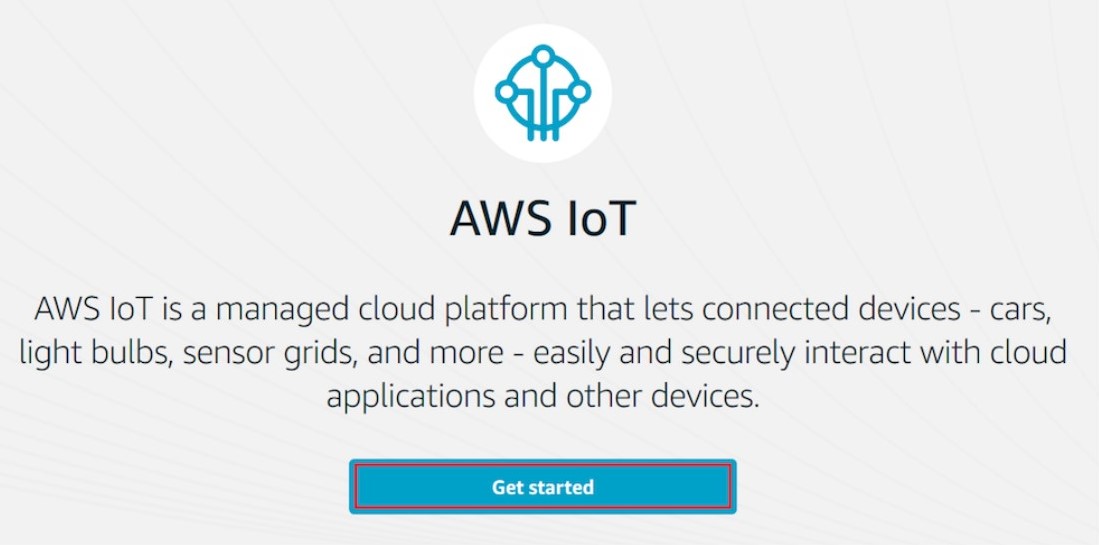 AWS IoT
AWS IoT is a managed cloud platform that lets connected devices - cars,
light bulbs, sensor grids, and more - easily and securely interact with cloud
applications and other devices.
Get started